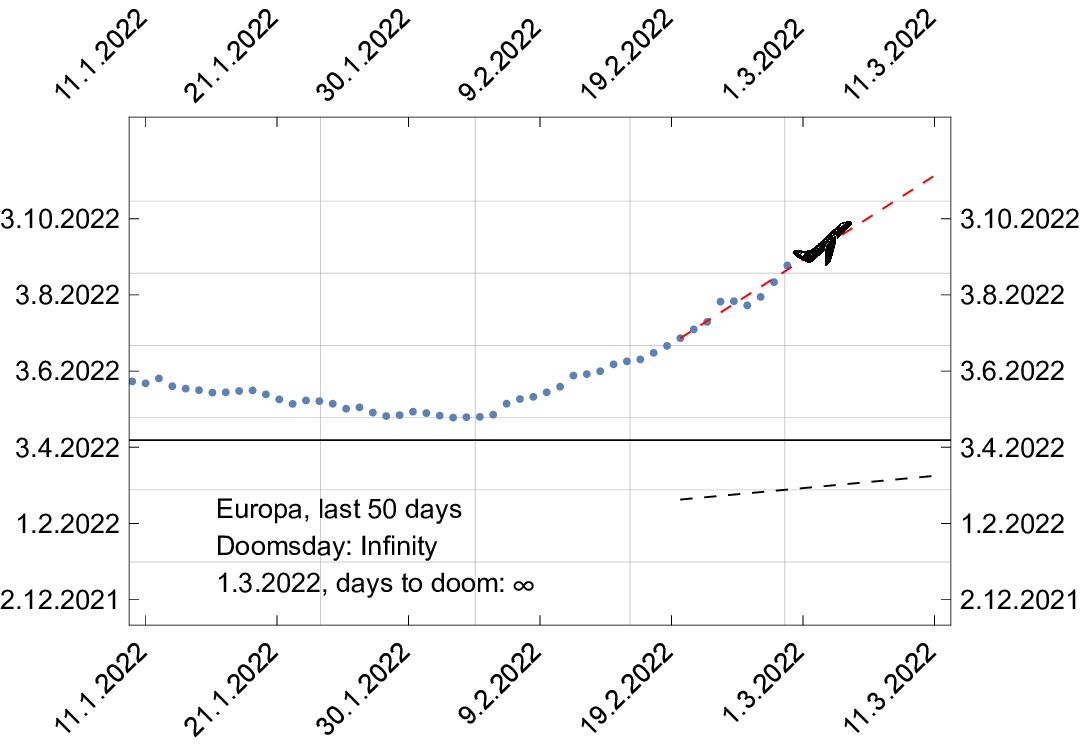 11.1.2022 21.1.2022 30.1.2022 9.2.2022 19.2.2022 1.3.2022 11.3.2022
3.10.2022 3.10.2022
3.8.2022 3.8.2022
3.6.2022 3.6.2022
3.4.2022 3.4.2022
Europa, last 50 days
1.2.2022 1.2.2022
Doomsday: Infinity
1.3.2022, days to doom: ∞
2.12.2021 2.12.2021
11.1.2022 21.1.2022 30.1.2022 9.2.2022 19.2.2022 1.3.2022 11.3.2022